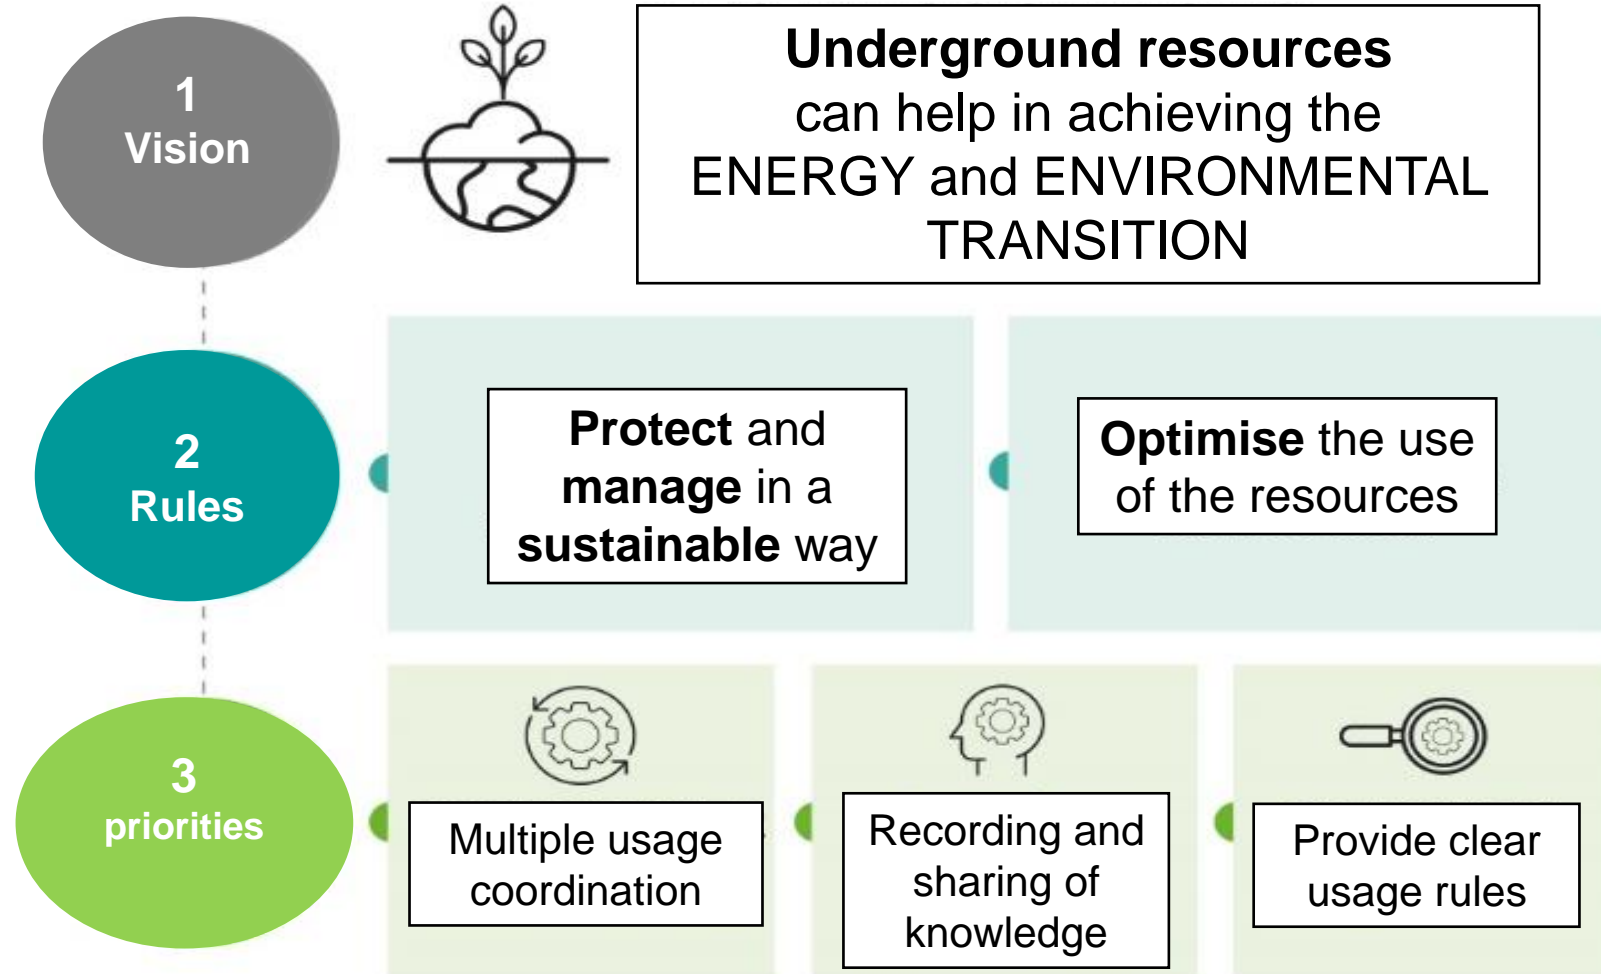 1
Vision
Underground resources
can help in achieving the
ENERGY and ENVIRONMENTAL
TRANSITION
2
Rules
Protect and
manage in a
sustainable way
Optimise the use
of the resources
3
priorities
Multiple usage
coordination
Recording and
sharing of
knowledge
Provide clear
usage rules